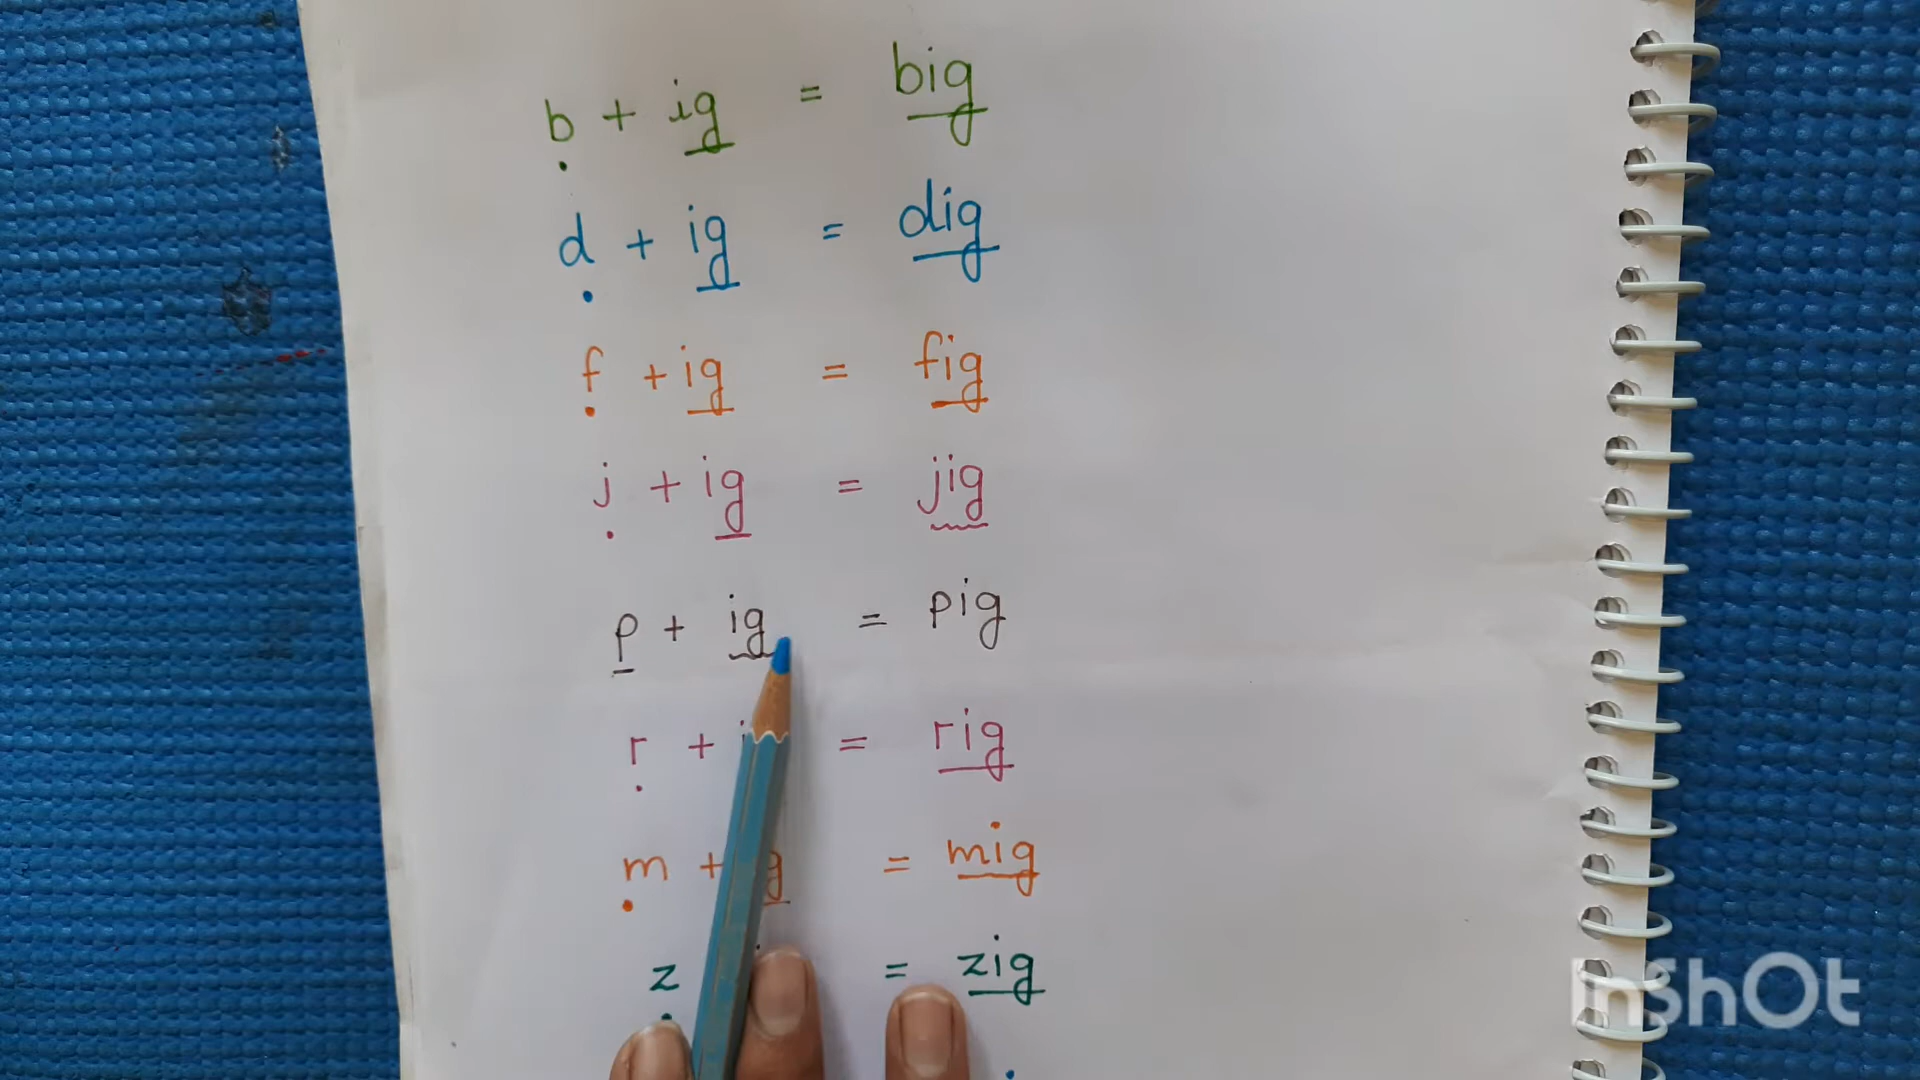 b + ig = big
d + ig = dig
f + ig = fig
j + ig = jig
p + ig = pig
r + = rig
m + g = mig
z = zig
InShOt